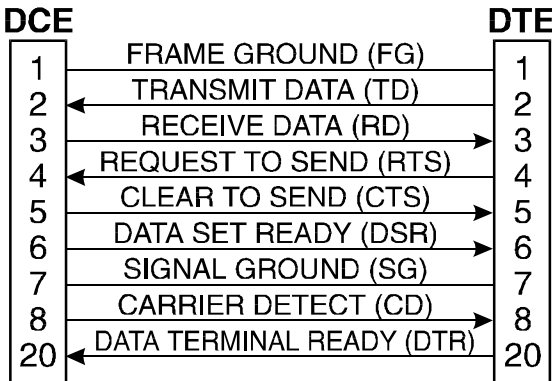 DCE DTE
1 FRAME GROUND (FG) 1
2 TRANSMIT DATA (TD) 2
3 RECEIVE DATA (RD) 3
4 REQUEST TO SEND (RTS) 4
5 CLEAR TO SEND (CTS) 5
6 DATA SET READY (DSR) 6
7 SIGNAL GROUND (SG) 7
8 CARRIER DETECT (CD) 8
20 DATA TERMINAL READY (DTR) 20